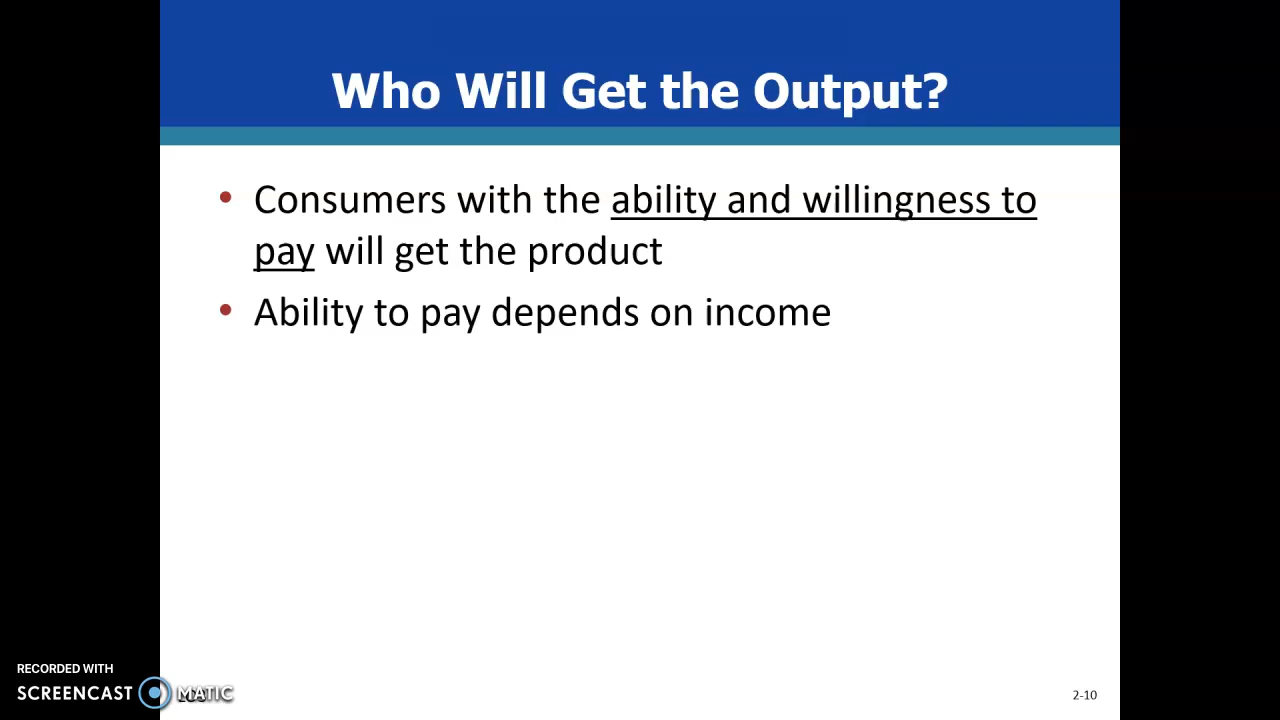 Who Will Get the Output?
• Consumers with the ability and willingness to
pay will get the product
• Ability to pay depends on income
RECORDED WITH
SCREENCAST MATIC
2-10